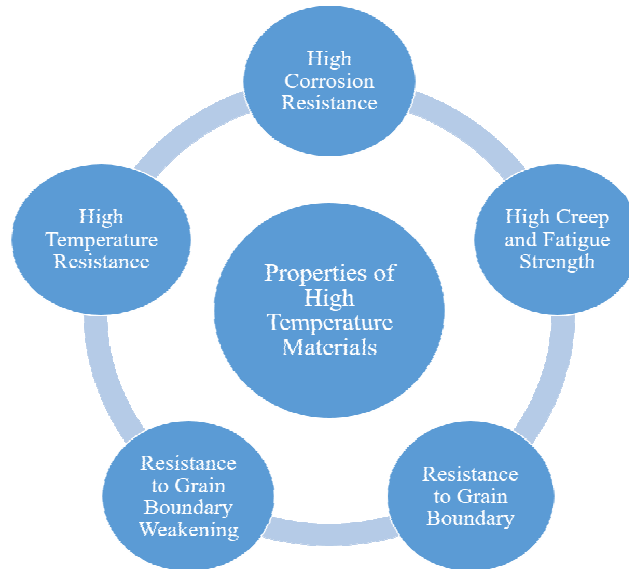 High
Corrosion
Resistance
High Creep
and Fatigue
Strength
Resistance
to Grain
Boundary
Resistance
to Grain
Boundary
Weakening
High
Temperature
Resistance
Properties of
High
Temperature
Materials